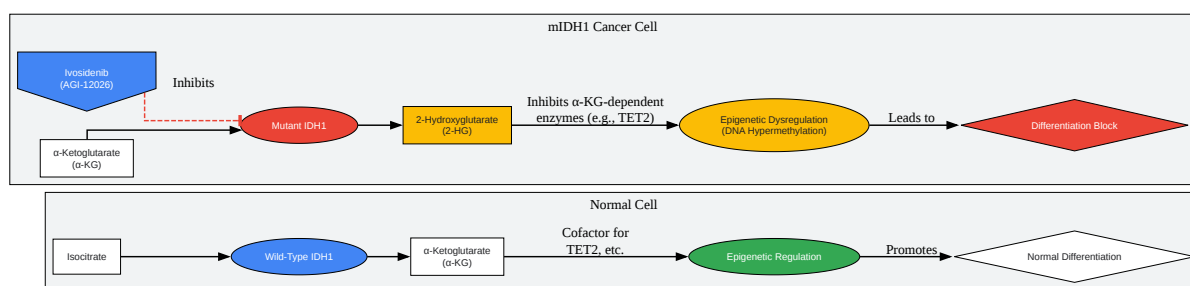 mIDH1 Cancer Cell
Ivosidenib
(AGI-12026)
Inhibits
α-Ketoglutarate
(α-KG)
Mutant IDH1
2-Hydroxyglutarate
(2-HG)
Inhibits α-KG-dependent
enzymes (e.g., TET2)
Epigenetic Dysregulation
(DNA Hypermethylation)
Leads to
Differentiation Block
Normal Cell
Isocitrate
Wild-Type IDH1
α-Ketoglutarate
(α-KG)
Cofactor for
TET2, etc.
Epigenetic Regulation
Promotes
Normal Differentiation